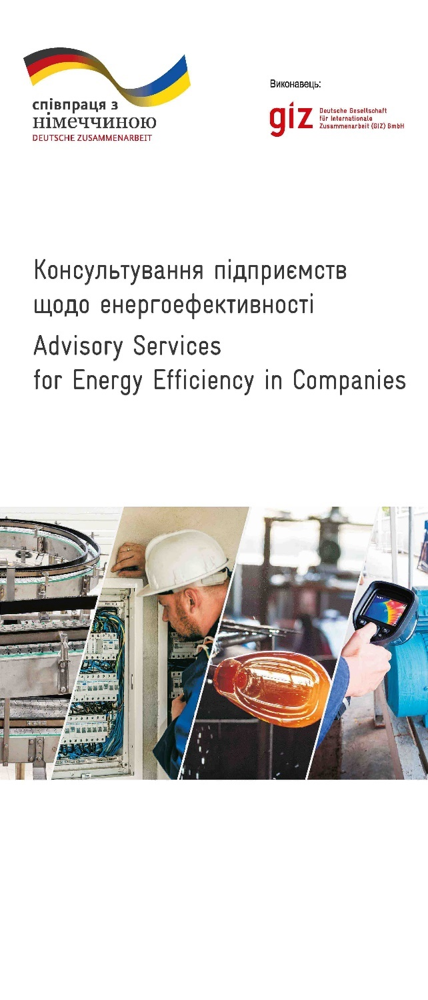 співпраця з
німеччиною
DEUTSCHE ZUSAMMENARBEIT
Виконавець:
giz
Deutsche Gesellschaft
für Internationale
Zusammenarbeit (GIZ) GmbH
Консультування підприємств
щодо енергоефективності
Advisory Services
for Energy Efficiency in Companies